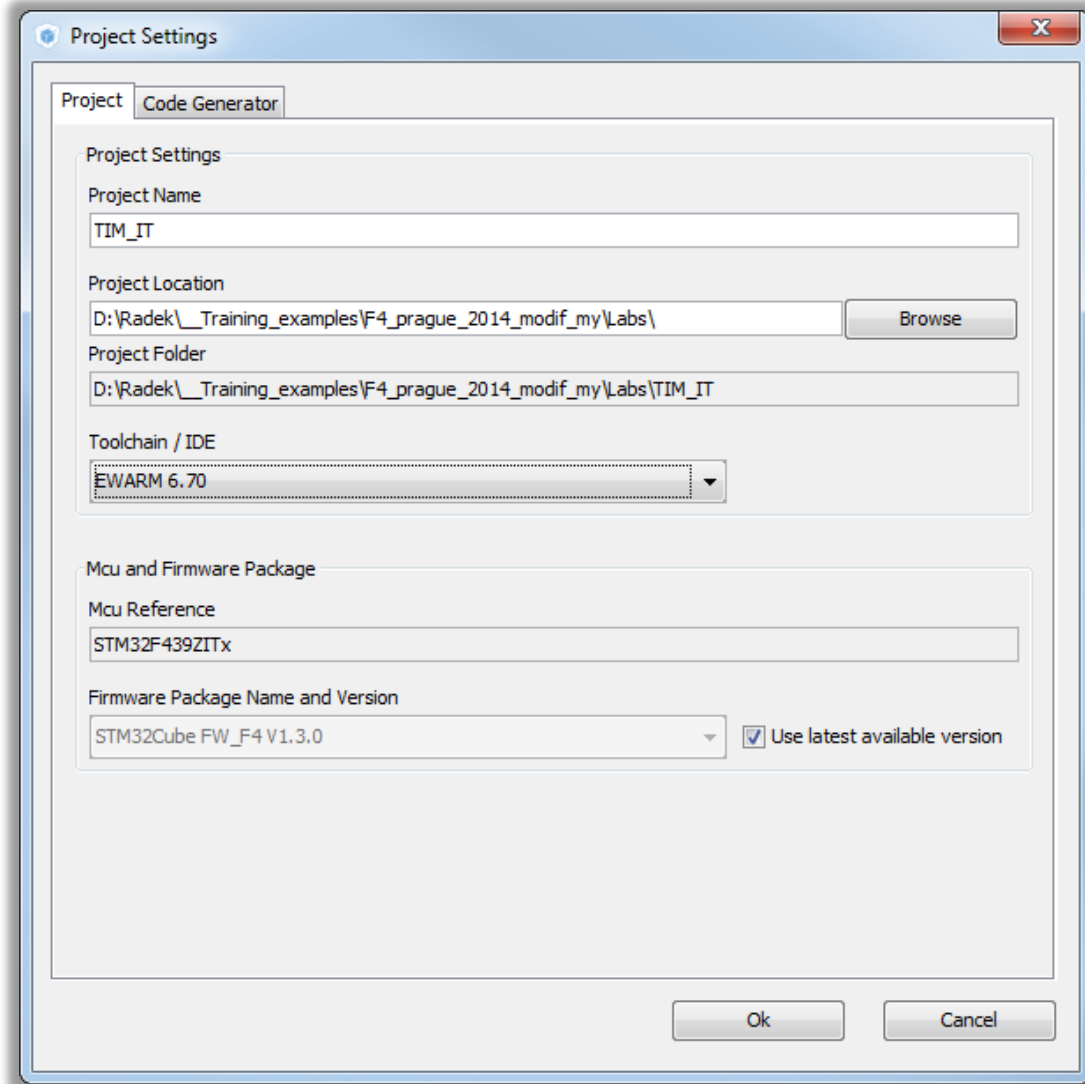 Project Settings
Project
Code Generator
Project Settings
Project Name
TIM_IT
Project Location
D:\Radek\__Training_examples\F4_prague_2014_modif_my\Labs\
Browse
Project Folder
D:\Radek\__Training_examples\F4_prague_2014_modif_my\Labs\TIM_IT
Toolchain / IDE
EWARM 6.70
Mcu and Firmware Package
Mcu Reference
STM32F439ZITx
Firmware Package Name and Version
STM32Cube FW_F4 V1.3.0
Use latest available version
Ok
Cancel